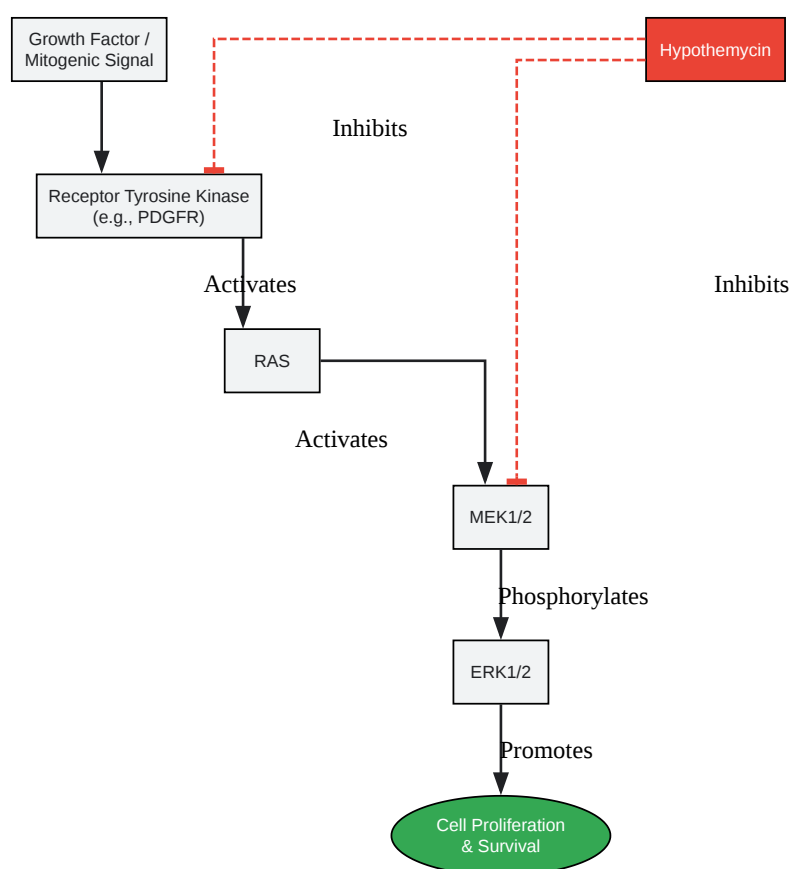 Growth Factor /
Mitogenic Signal
Hypothemycin
Inhibits
Receptor Tyrosine Kinase
(e.g., PDGFR)
Activates
Inhibits
RAS
Activates
MEK1/2
Phosphorylates
ERK1/2
Promotes
Cell Proliferation
& Survival